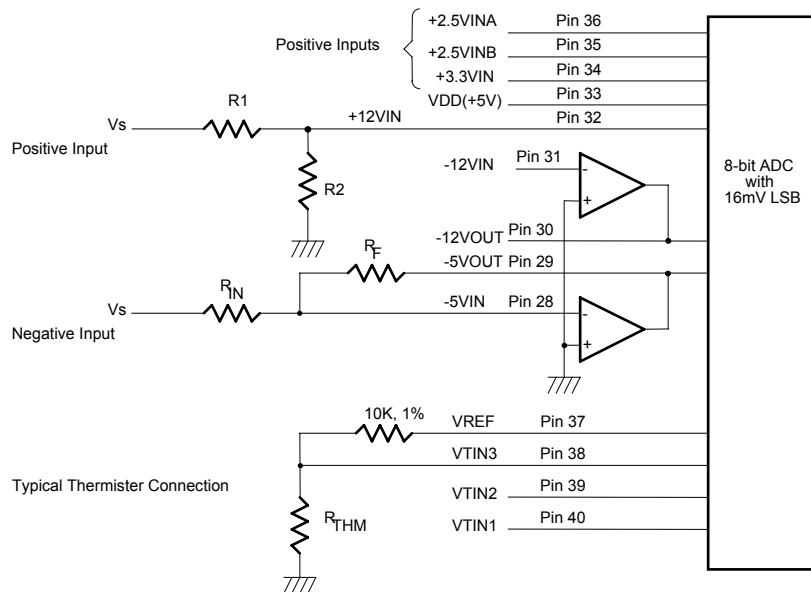 +2.5VINA Pin 36
Positive Inputs
+2.5VINB Pin 35
+3.3VIN Pin 34
VDD(+5V) Pin 33
R1
Vs +12VIN Pin 32
Positive Input
R2
-12VIN Pin 31
8-bit ADC
with
16mV LSB
-
+
-12VOUT Pin 30
RF
-5VOUT Pin 29
RIN
Vs -5VIN Pin 28
Negative Input
-
+
10K, 1% VREF Pin 37
VTIN3 Pin 38
Typical Thermister Connection
VTIN2 Pin 39
RTHM
VTIN1 Pin 40